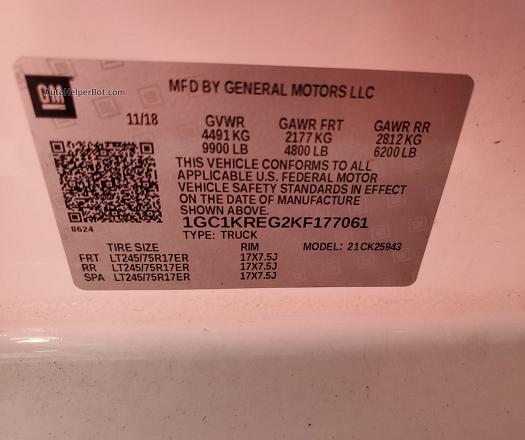 GM
AutoHelperBot.com
MFD BY GENERAL MOTORS LLC
11/18 GVWR GAWR FRT GAWR RR
4491 KG 2177 KG 2812 KG
9900 LB 4800 LB 6200 LB
THIS VEHICLE CONFORMS TO ALL
APPLICABLE U.S. FEDERAL MOTOR
VEHICLE SAFETY STANDARDS IN EFFECT
ON THE DATE OF MANUFACTURE
SHOWN ABOVE.
8624
1GC1KREG2KF177061
TYPE: TRUCK
TIRE SIZE RIM MODEL: 21CK25943
FRT LT245/75R17ER 17X7.5J
RR LT245/75R17ER 17X7.5J
SPA LT245/75R17ER 17X7.5J